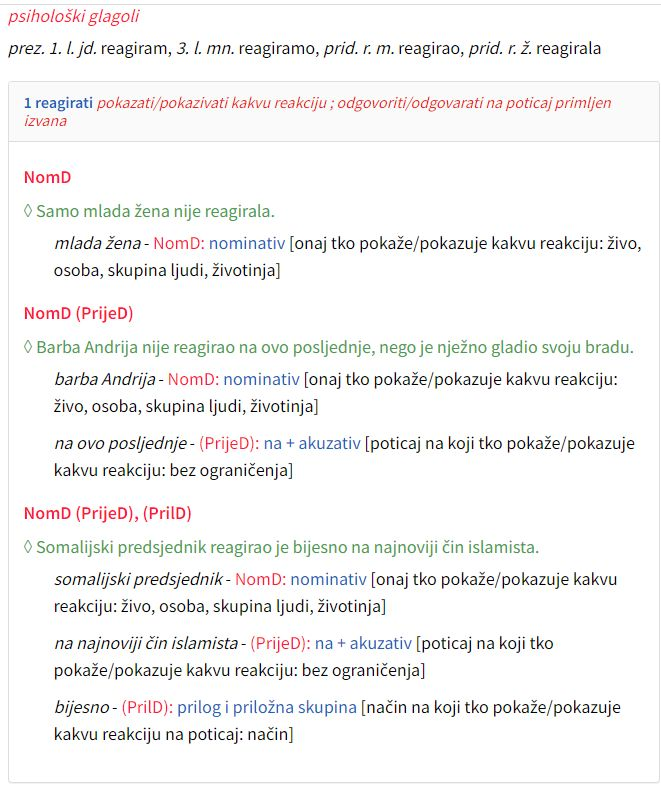 psihološki glagoli
prez. 1. l. jd. reagiram, 3. l. mn. reagiramo, prid. r. m. reagirao, prid. r. ž. reagirala
1 reagirati pokazati/pokazivati kakvu reakciju ; odgovoriti/odgovarati na poticaj primljen
izvana
NomD
◊ Samo mlada žena nije reagirala.
mlada žena - NomD: nominativ [onaj tko pokaže/pokazuje kakvu reakciju: živo,
osoba, skupina ljudi, životinja]
NomD (PrijeD)
◊ Barba Andrija nije reagirao na ovo posljednje, nego je nježno gladio svoju bradu.
barba Andrija - NomD: nominativ [onaj tko pokaže/pokazuje kakvu reakciju:
živo, osoba, skupina ljudi, životinja]
na ovo posljednje - (PrijeD): na + akuzativ [poticaj na koji tko pokaže/pokazuje
kakvu reakciju: bez ograničenja]
NomD (PrijeD), (PrilD)
◊ Somalijski predsjednik reagirao je bijesno na najnoviji čin islamista.
somalijski predsjednik - NomD: nominativ [onaj tko pokaže/pokazuje kakvu
reakciju: živo, osoba, skupina ljudi, životinja]
na najnoviji čin islamista - (PrijeD): na + akuzativ [poticaj na koji tko
pokaže/pokazuje kakvu reakciju: bez ograničenja]
bijesno - (PrilD): prilog i priložna skupina [način na koji tko pokaže/pokazuje
kakvu reakciju na poticaj: način]